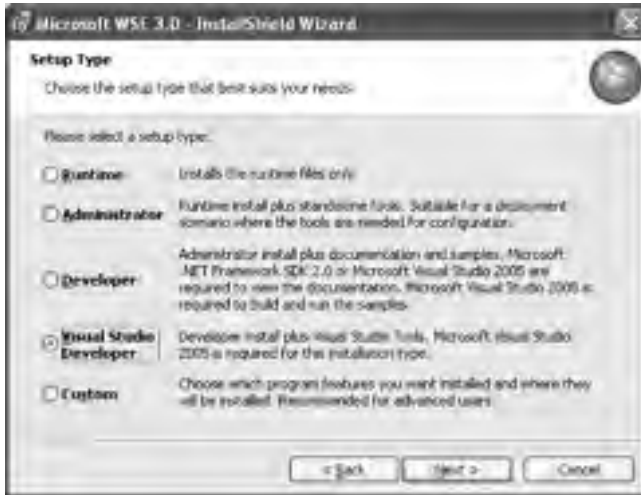 Microsoft WSE 3.0 - InstallShield Wizard
Setup Type
Choose the setup type that best suits your needs.
Please select a setup type:
Runtime
Installs the runtime files only
Administrator
Runtime install plus standalone tools. Suitable for a deployment
scenario where the tools are needed for configuration.
Developer
Administrator install plus documentation and samples. Microsoft
.NET Framework SDK 2.0 or Microsoft Visual Studio 2005 are
required to view the documentation. Microsoft Visual Studio 2005 is
required to build and run the samples.
Visual Studio
Developer
Developer install plus Visual Studio Tools. Microsoft Visual Studio
2005 is required for this installation type.
Custom
Choose which program features you want installed and where they
will be installed. Recommended for advanced users.
< Back
Next >
Cancel